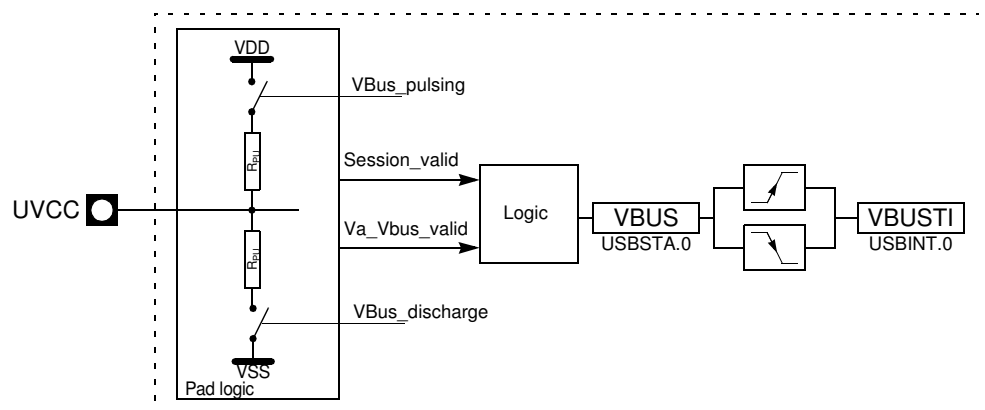 VDD
VBus_pulsing
RPU
Session_valid
UVCC
Logic
VBUS
USBSTA.0
VBUSTI
USBINT.0
Va_Vbus_valid
RPU
VBus_discharge
VSS
Pad logic